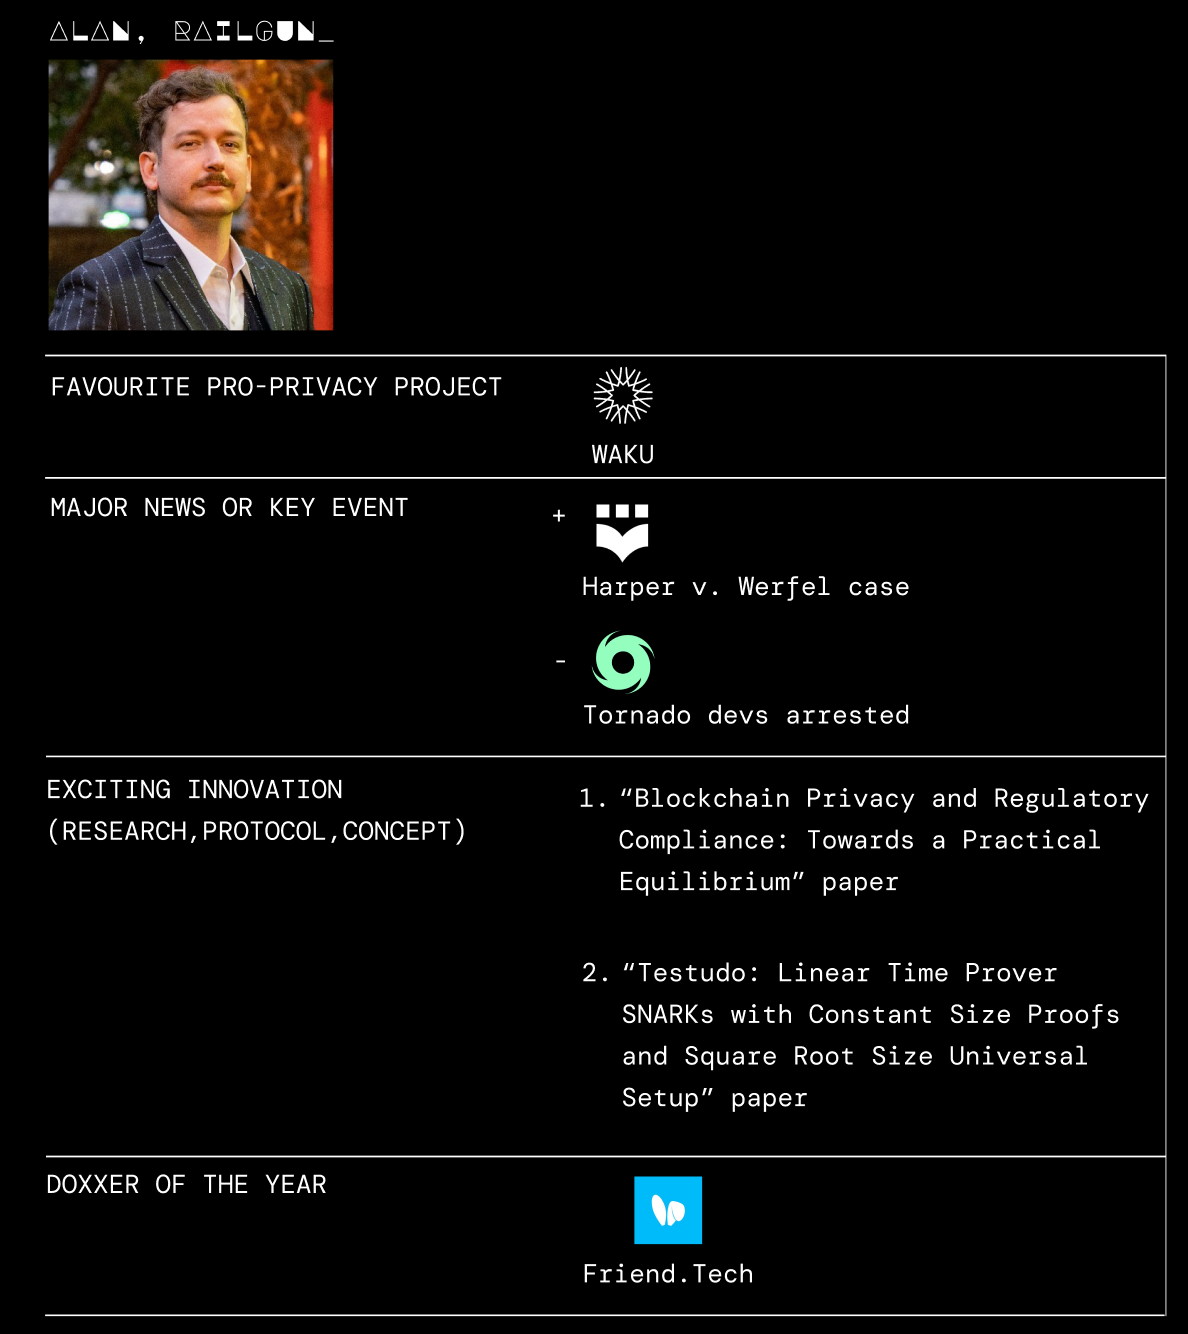 ALAN, RAILGUN_
FAVOURITE PRO-PRIVACY PROJECT
WAKU
MAJOR NEWS OR KEY EVENT
+
Harper v. Werfel case
-
Tornado devs arrested
EXCITING INNOVATION
(RESEARCH,PROTOCOL,CONCEPT)
1. “Blockchain Privacy and Regulatory
Compliance: Towards a Practical
Equilibrium” paper
2. “Testudo: Linear Time Prover
SNARKs with Constant Size Proofs
and Square Root Size Universal
Setup” paper
DOXXER OF THE YEAR
Friend.Tech